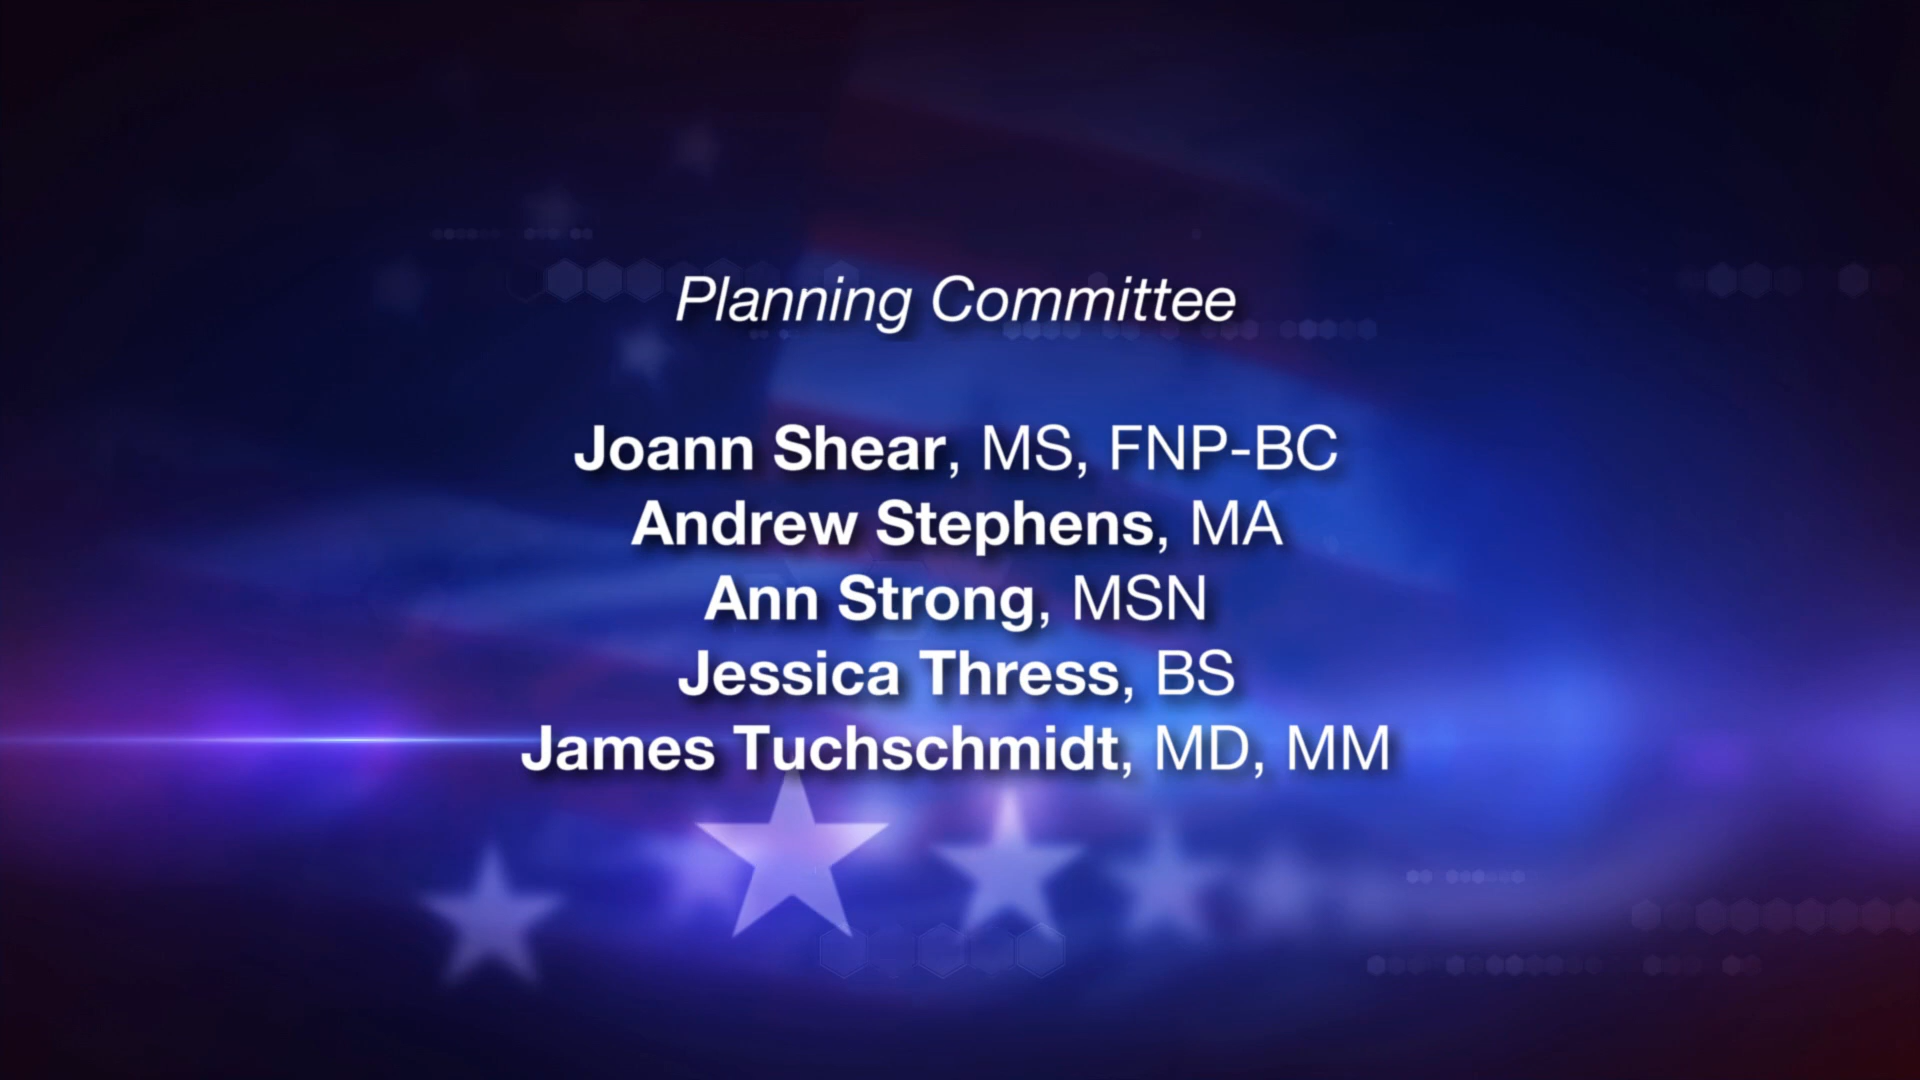 Planning Committee
Joann Shear, MS, FNP-BC
Andrew Stephens, MA
Ann Strong, MSN
Jessica Thress, BS
James Tuchschmidt, MD, MM